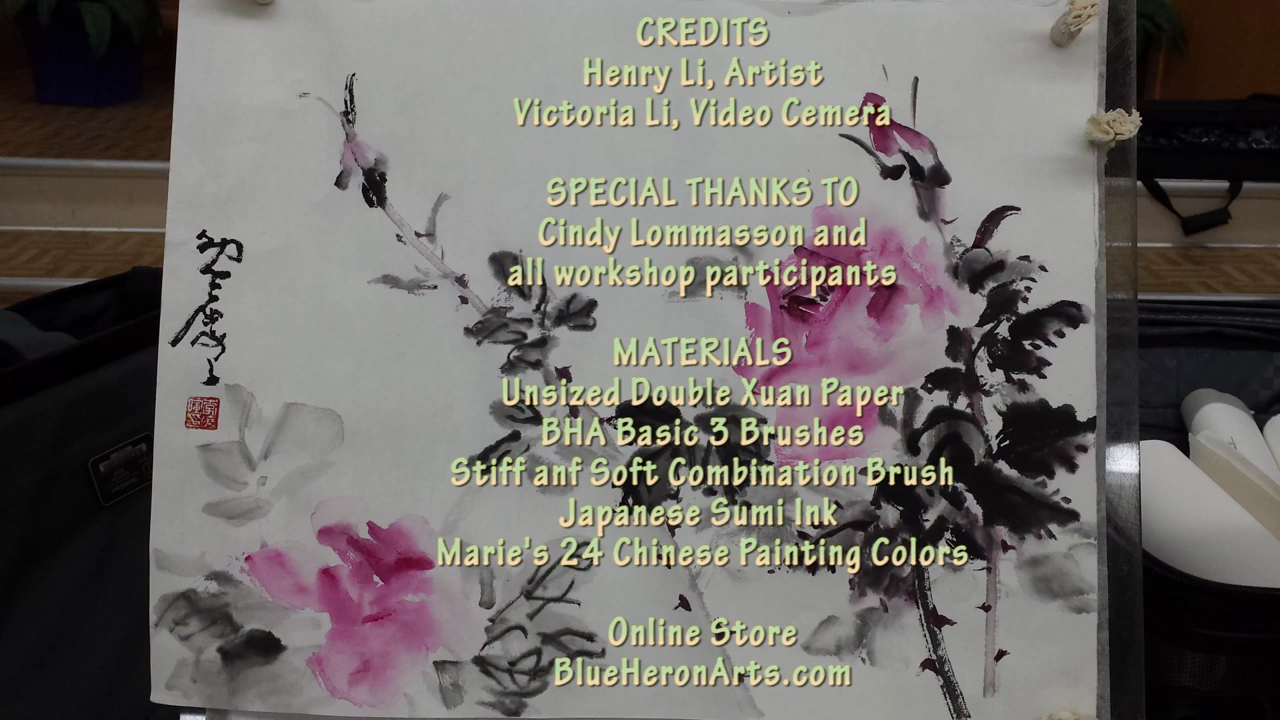 CREDITS
Henry Li, Artist
Victoria Li, Video Cemera
SPECIAL THANKS TO
Cindy Lommasson and
all workshop participants
MATERIALS
Unsized Double Xuan Paper
BHA Basic 3 Brushes
Stiff anf Soft Combination Brush
Japanese Sumi Ink
Marie's 24 Chinese Painting Colors
Online Store
BlueHeronArts.com